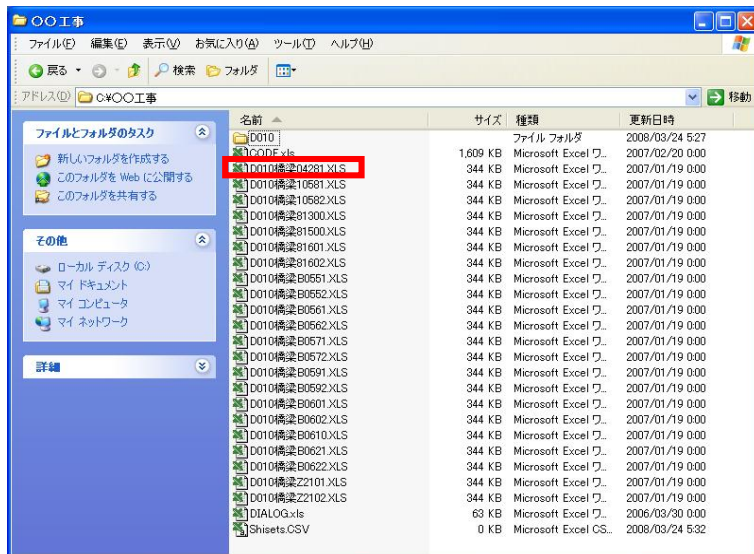 〇〇工事
ファイル(F) 編集(E) 表示(V) お気に入り(A) ツール(T) ヘルプ(H)
戻る 検索 フォルダ
アドレス(D) C:¥〇〇工事 移動
ファイルとフォルダのタスク
新しいフォルダを作成する
このフォルダを Web に公開する
このフォルダを共有する
その他
ローカル ディスク (C:)
マイ ドキュメント
マイ コンピュータ
マイ ネットワーク
詳細
名前 サイズ 種類 更新日時
D010 ファイル フォルダ 2008/03/24 5:27
CODE.xls 1,609 KB Microsoft Excel ワ... 2007/02/20 0:00
D010橋梁04281.XLS 344 KB Microsoft Excel ワ... 2007/01/19 0:00
D010橋梁10581.XLS 344 KB Microsoft Excel ワ... 2007/01/19 0:00
D010橋梁10582.XLS 344 KB Microsoft Excel ワ... 2007/01/19 0:00
D010橋梁81300.XLS 344 KB Microsoft Excel ワ... 2007/01/19 0:00
D010橋梁81500.XLS 344 KB Microsoft Excel ワ... 2007/01/19 0:00
D010橋梁81601.XLS 344 KB Microsoft Excel ワ... 2007/01/19 0:00
D010橋梁81602.XLS 344 KB Microsoft Excel ワ... 2007/01/19 0:00
D010橋梁B0551.XLS 344 KB Microsoft Excel ワ... 2007/01/19 0:00
D010橋梁B0552.XLS 344 KB Microsoft Excel ワ... 2007/01/19 0:00
D010橋梁B0561.XLS 344 KB Microsoft Excel ワ... 2007/01/19 0:00
D010橋梁B0562.XLS 344 KB Microsoft Excel ワ... 2007/01/19 0:00
D010橋梁B0571.XLS 344 KB Microsoft Excel ワ... 2007/01/19 0:00
D010橋梁B0572.XLS 344 KB Microsoft Excel ワ... 2007/01/19 0:00
D010橋梁B0591.XLS 344 KB Microsoft Excel ワ... 2007/01/19 0:00
D010橋梁B0592.XLS 344 KB Microsoft Excel ワ... 2007/01/19 0:00
D010橋梁B0601.XLS 344 KB Microsoft Excel ワ... 2007/01/19 0:00
D010橋梁B0602.XLS 344 KB Microsoft Excel ワ... 2007/01/19 0:00
D010橋梁B0610.XLS 344 KB Microsoft Excel ワ... 2007/01/19 0:00
D010橋梁B0621.XLS 344 KB Microsoft Excel ワ... 2007/01/19 0:00
D010橋梁B0622.XLS 344 KB Microsoft Excel ワ... 2007/01/19 0:00
D010橋梁Z2101.XLS 344 KB Microsoft Excel ワ... 2007/01/19 0:00
D010橋梁Z2102.XLS 344 KB Microsoft Excel ワ... 2007/01/19 0:00
DIALOG.xls 63 KB Microsoft Excel ワ... 2006/03/30 0:00
Shisets.CSV 0 KB Microsoft Excel CS... 2008/03/24 5:32